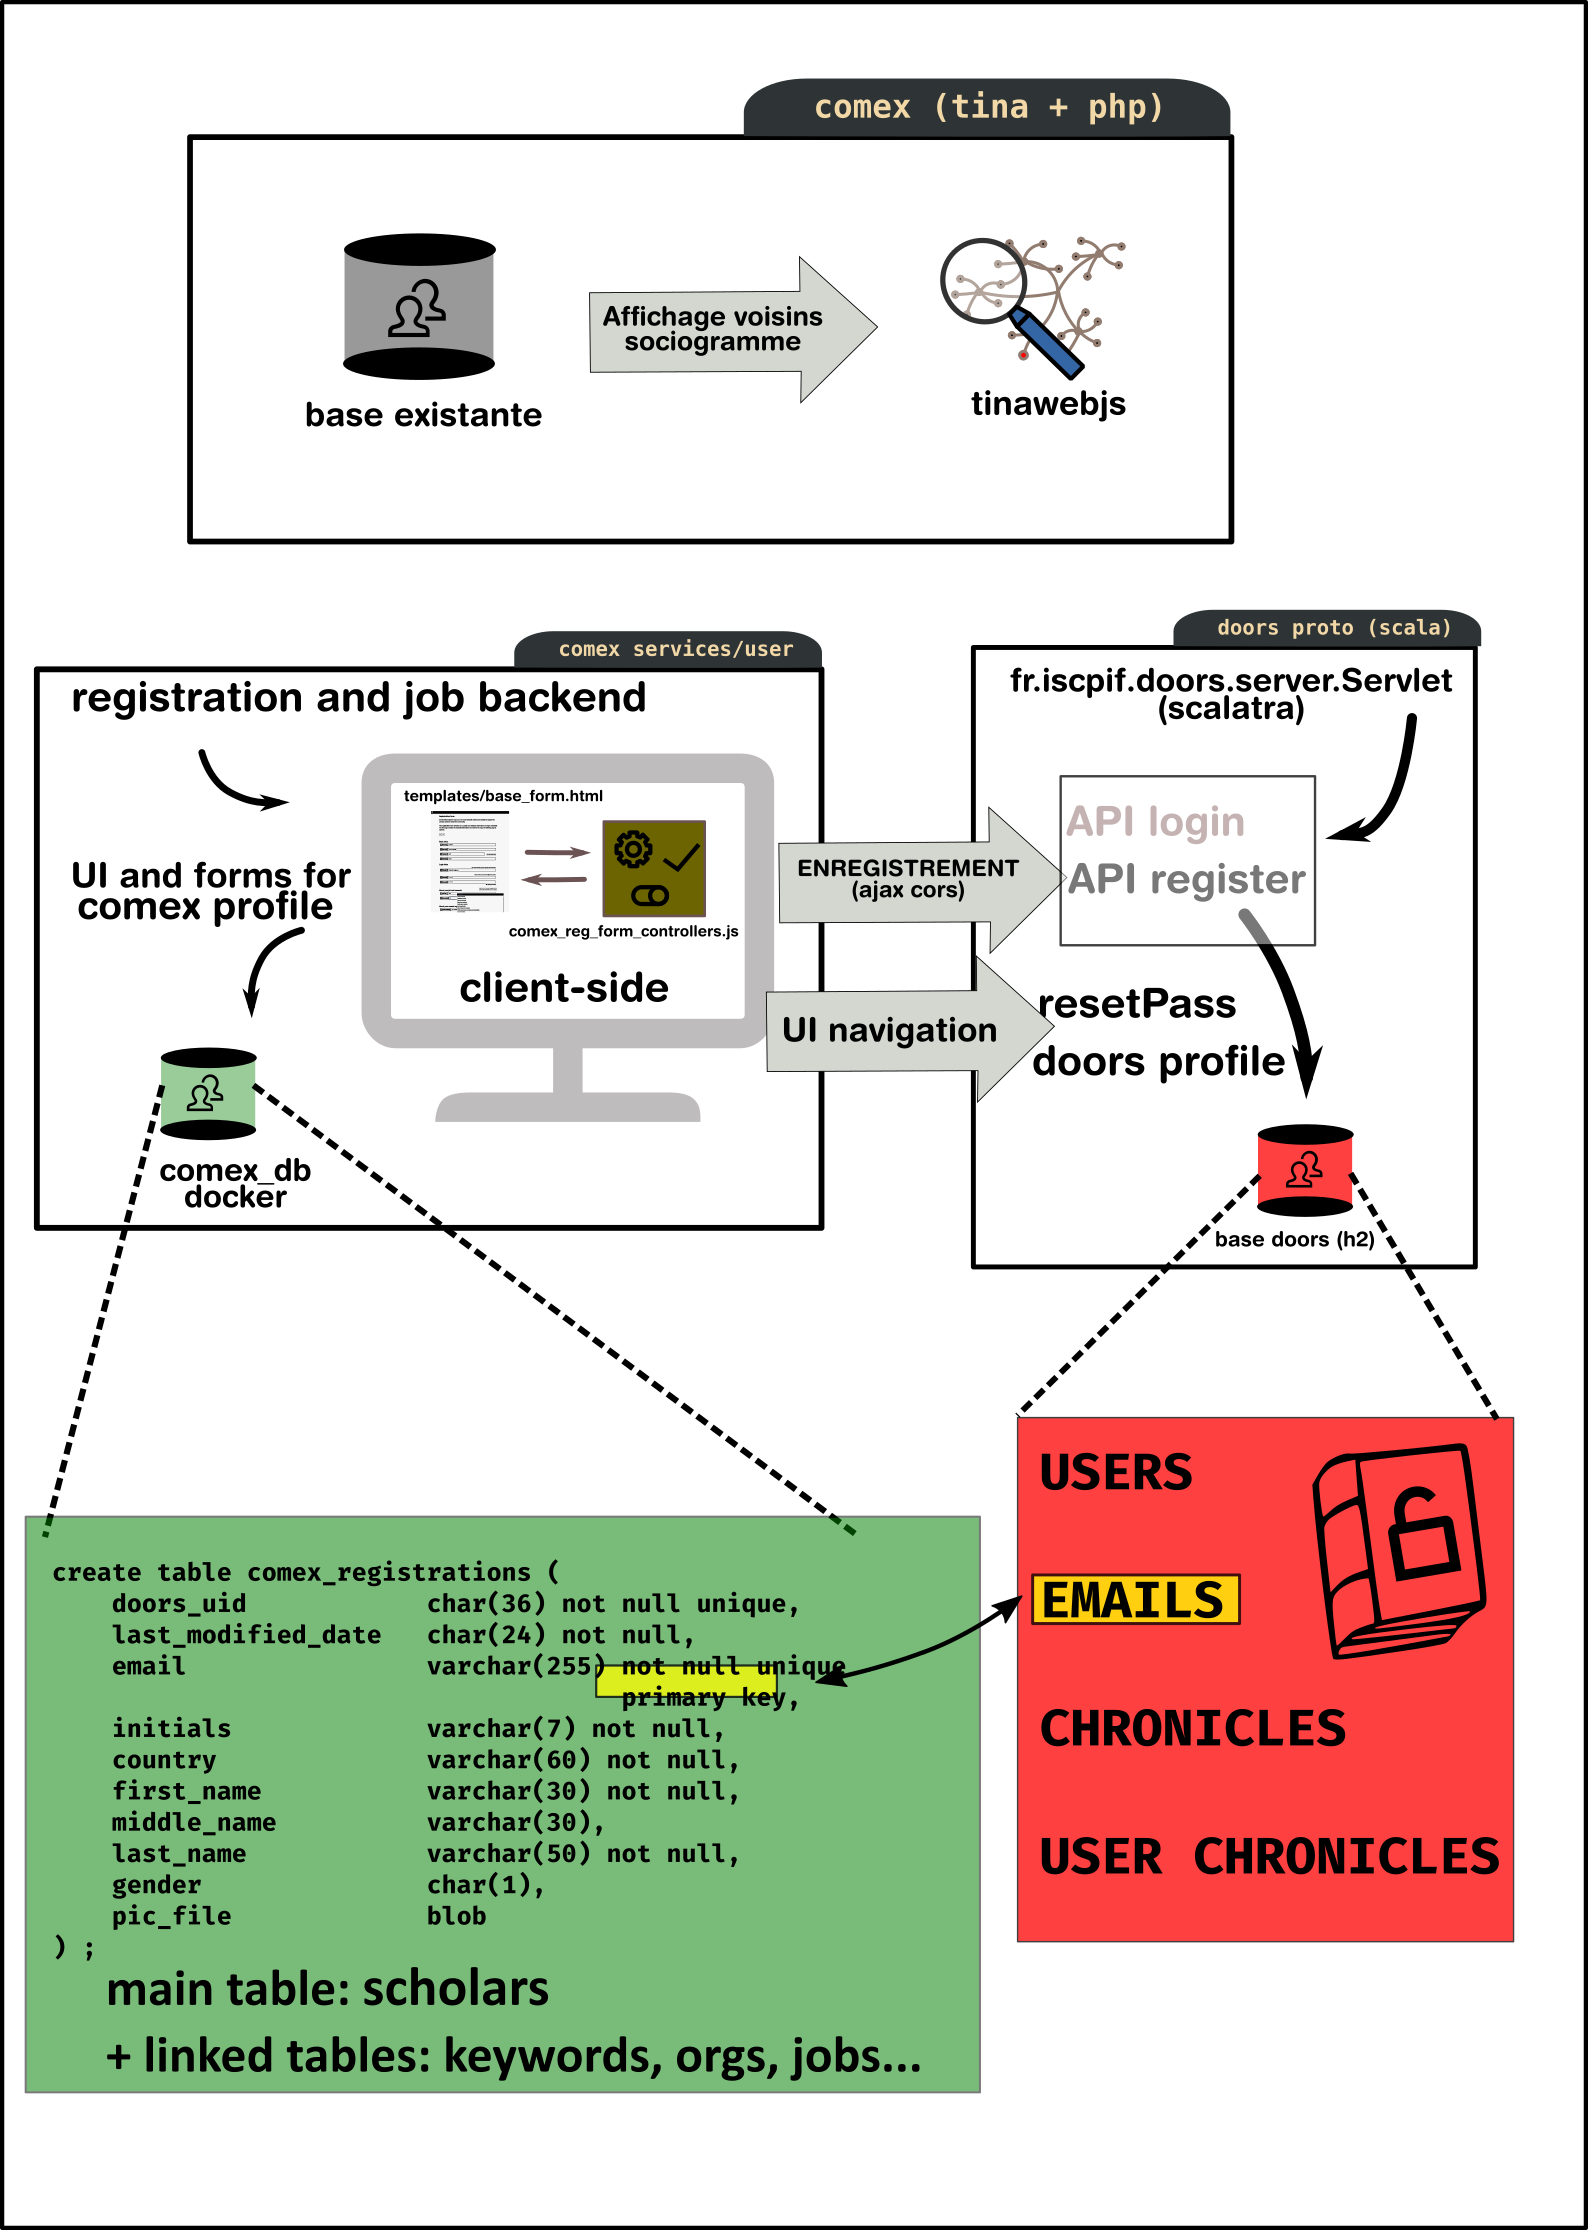 comex (tina + php)
Affichage voisins
sociogramme
base existante
tinawebjs
comex services/user
registration and job backend
templates/base_form.html
UI and forms for
comex profile
comex_reg_form_controllers.js
client-side
comex_db
docker
ENREGISTREMENT
(ajax cors)
UI navigation
doors proto (scala)
fr.iscpif.doors.server.Servlet
(scalatra)
API login
API register
resetPass
doors profile
base doors (h2)
create table comex_registrations (
doors_uid char(36) not null unique,
last_modified_date char(24) not null,
email varchar(255) not null unique
primary key,
initials varchar(7) not null,
country varchar(60) not null,
first_name varchar(30) not null,
middle_name varchar(30),
last_name varchar(50) not null,
gender char(1),
pic_file blob
) ;
main table: scholars
+ linked tables: keywords, orgs, jobs...
USERS
EMAILS
CHRONICLES
USER CHRONICLES